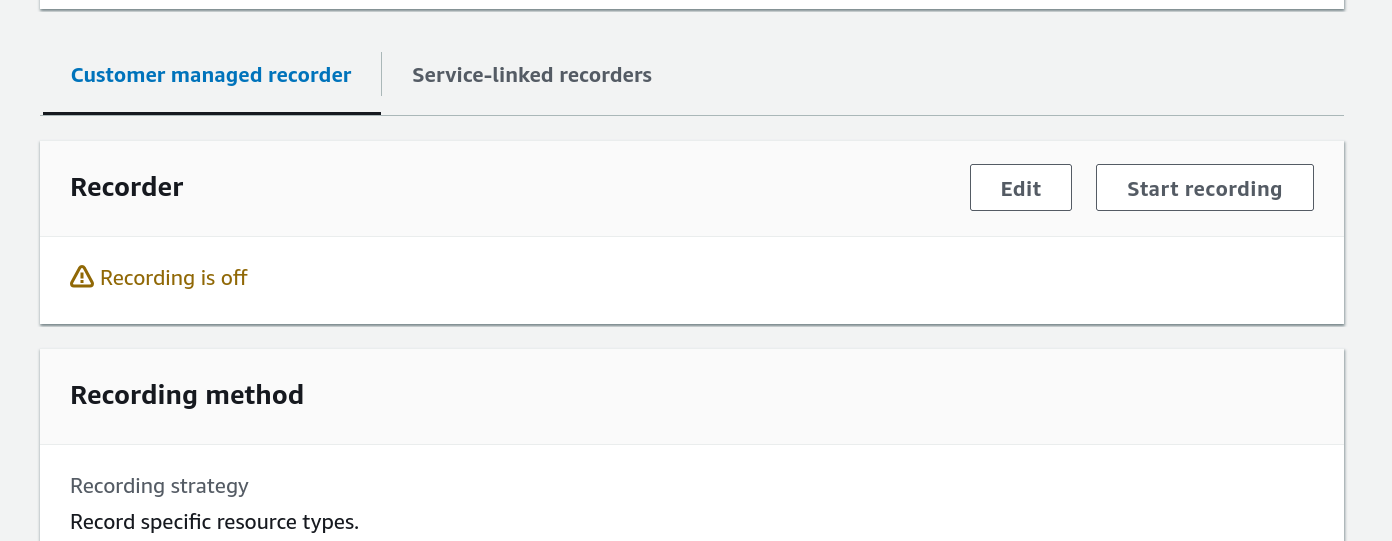 Customer managed recorder
Service-linked recorders
Recorder
Edit
Start recording
Recording is off
Recording method
Recording strategy
Record specific resource types.